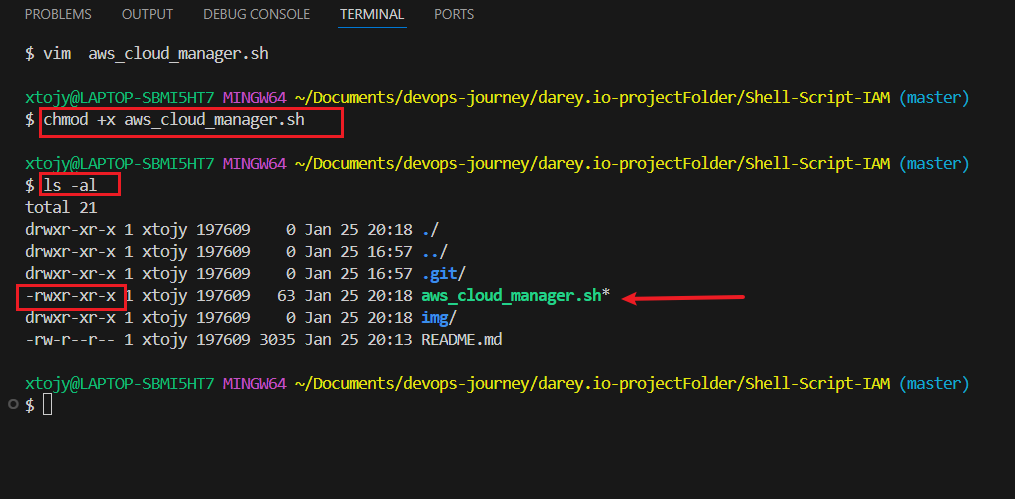 PROBLEMS OUTPUT DEBUG CONSOLE TERMINAL PORTS
$ vim  aws_cloud_manager.sh
xtojy@LAPTOP-SBMI5HT7 MINGW64 ~/Documents/devops-journey/darey.io-projectFolder/Shell-Script-IAM (master)
$ chmod +x aws_cloud_manager.sh
xtojy@LAPTOP-SBMI5HT7 MINGW64 ~/Documents/devops-journey/darey.io-projectFolder/Shell-Script-IAM (master)
$ ls -al
total 21
drwxr-xr-x 1 xtojy 197609    0 Jan 25 20:18 ./
drwxr-xr-x 1 xtojy 197609    0 Jan 25 16:57 ../
drwxr-xr-x 1 xtojy 197609    0 Jan 25 16:57 .git/
-rwxr-xr-x 1 xtojy 197609   63 Jan 25 20:18 aws_cloud_manager.sh*
drwxr-xr-x 1 xtojy 197609    0 Jan 25 20:18 img/
-rw-r--r-- 1 xtojy 197609 3035 Jan 25 20:13 README.md
xtojy@LAPTOP-SBMI5HT7 MINGW64 ~/Documents/devops-journey/darey.io-projectFolder/Shell-Script-IAM (master)
$